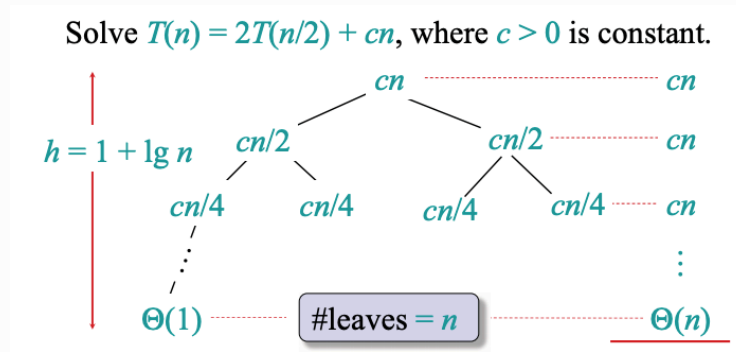 Solve T(n) = 2T(n/2) + cn, where c > 0 is constant.
cn cn
h = 1 + lg n cn/2 cn/2 cn
cn/4 cn/4 cn/4 cn/4 cn
⋮ ⋮
Θ(1) #leaves = n Θ(n)